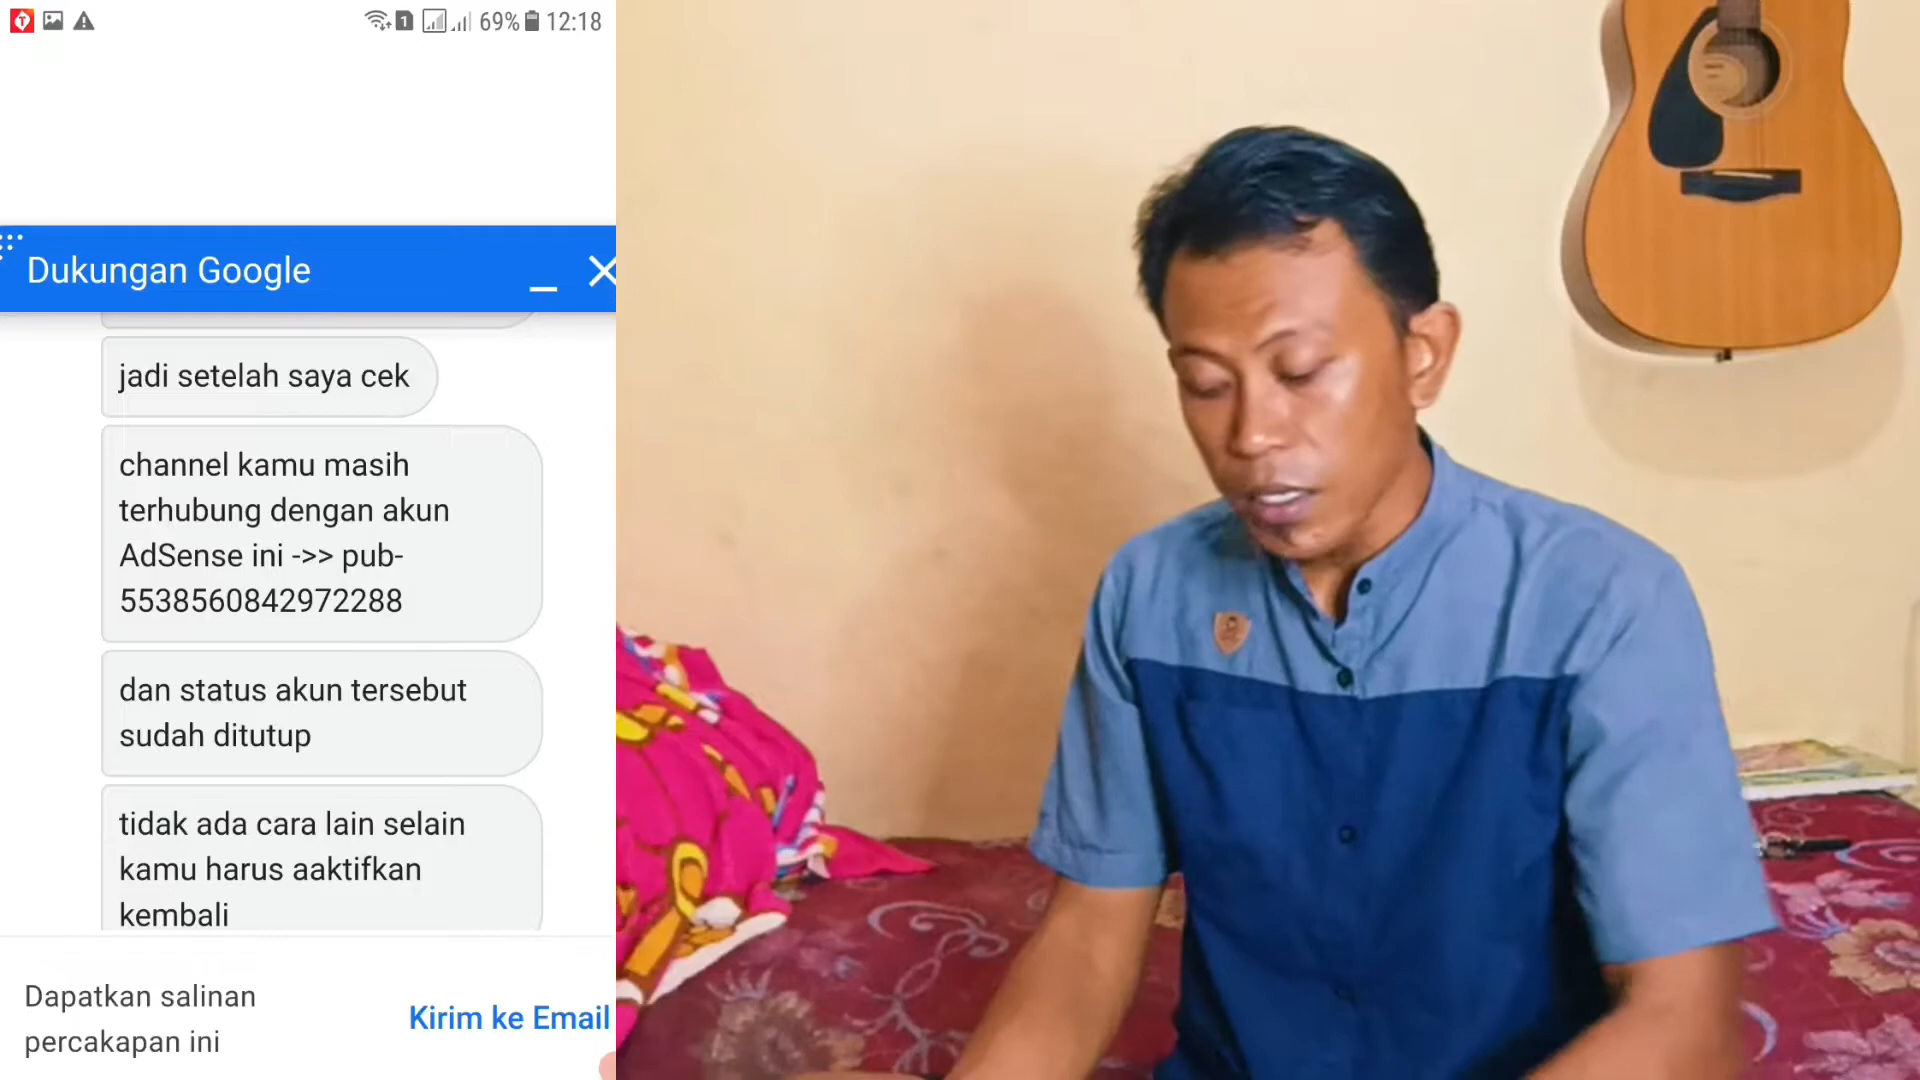 1 69% 12:18
Dukungan Google
jadi setelah saya cek
channel kamu masih
terhubung dengan akun
AdSense ini ->> pub-
5538560842972288
dan status akun tersebut
sudah ditutup
tidak ada cara lain selain
kamu harus aaktifkan
kembali
Dapatkan salinan
percakapan ini
Kirim ke Email